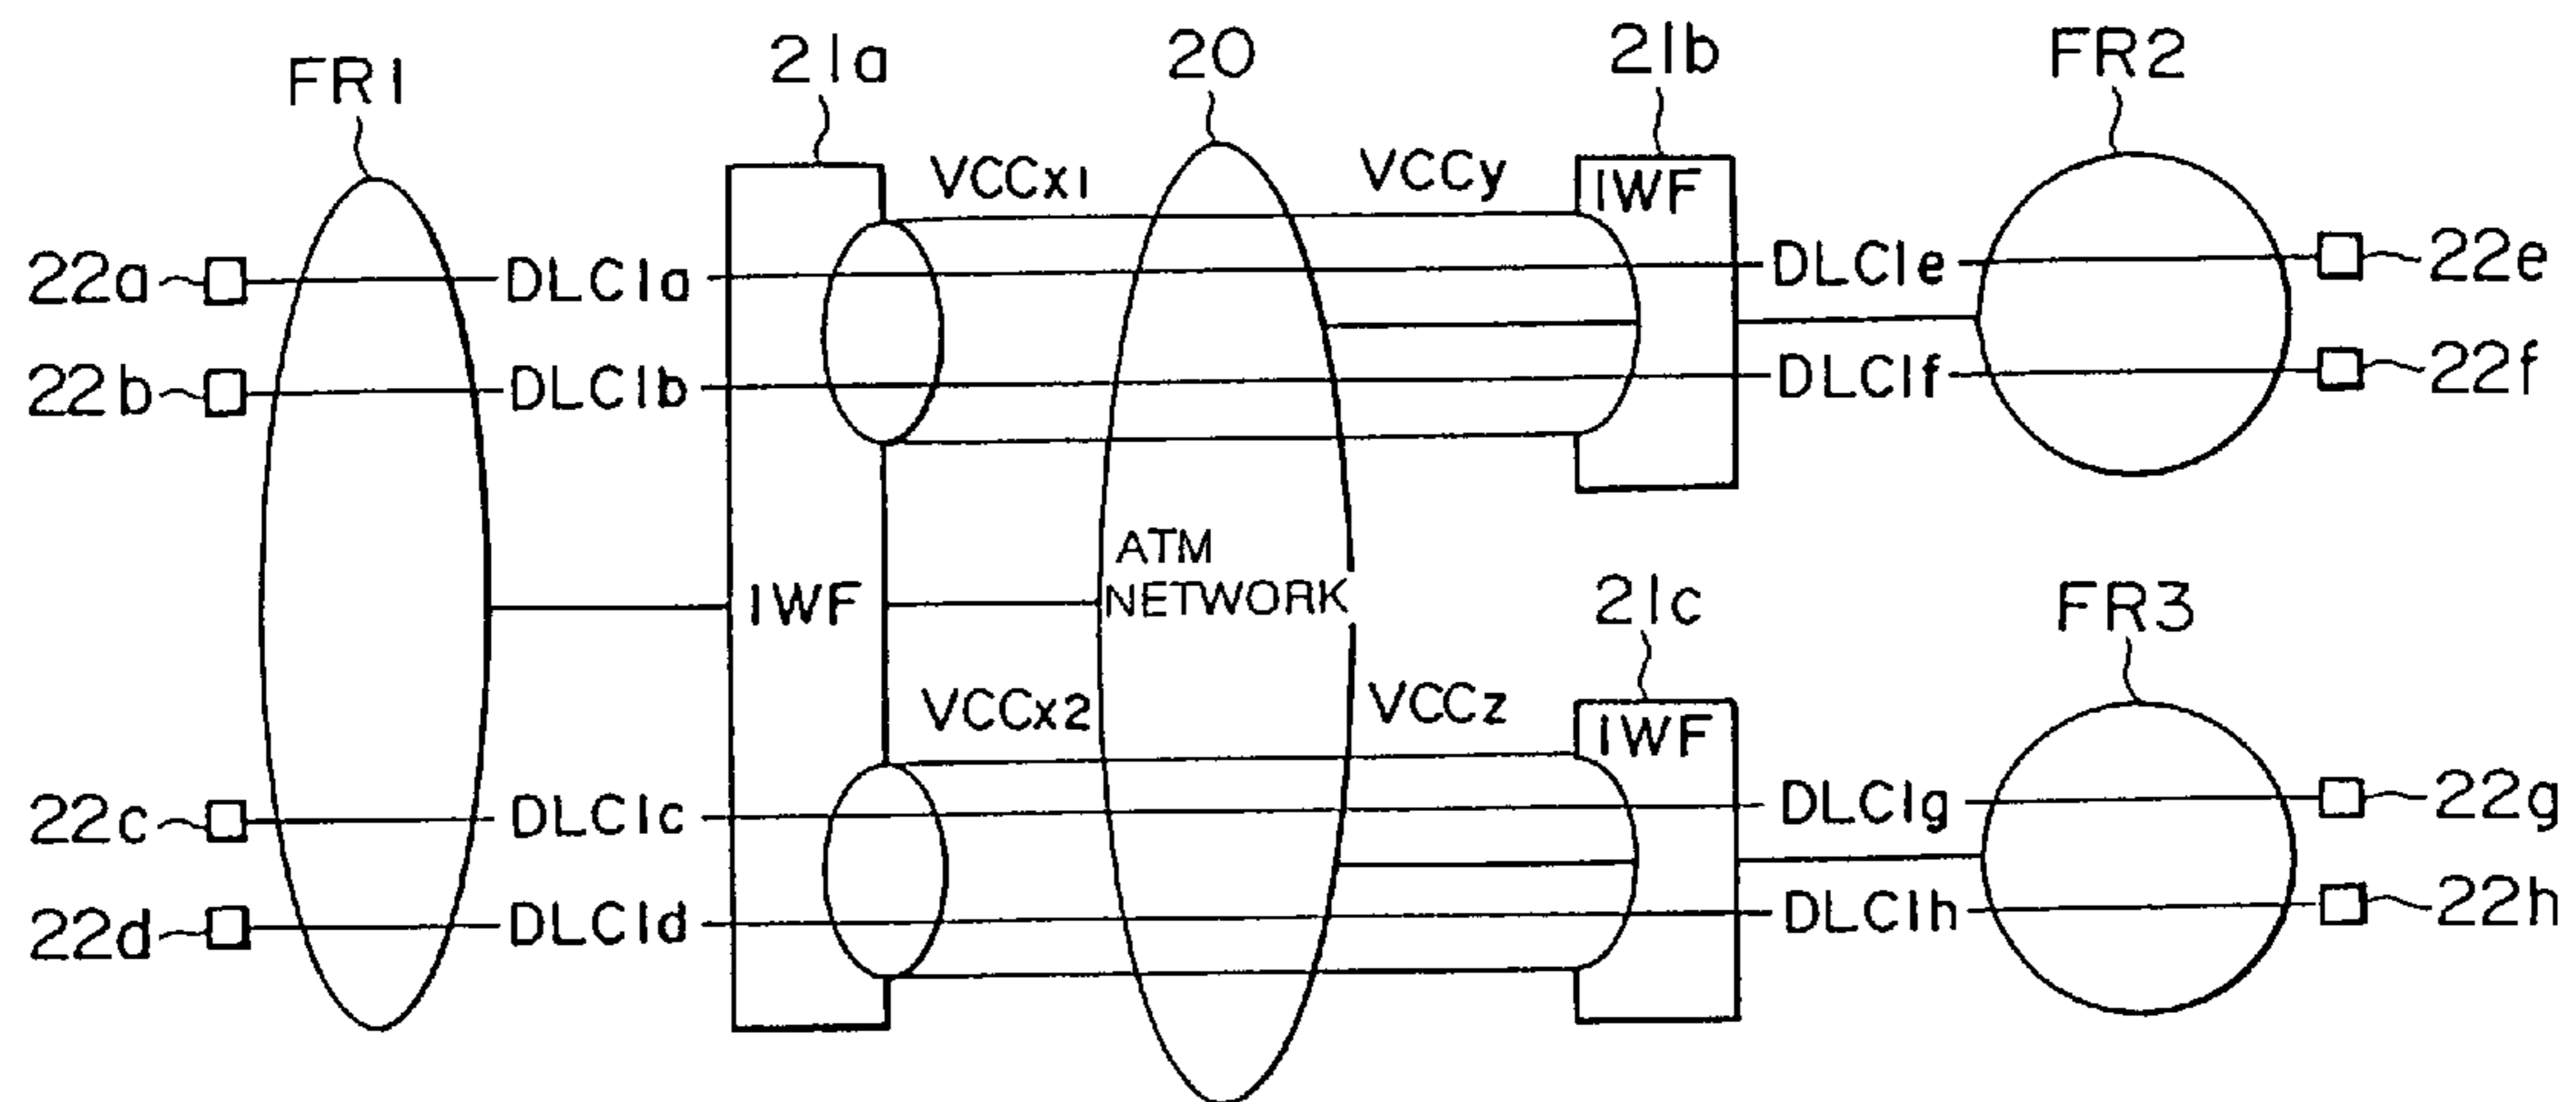 FR1
21a
20
21b
FR2
VCCx1
VCCy
IWF
22a
DLCIa
DLCIe
22e
22b
DLCIb
DLCIf
22f
ATM
NETWORK
IWF
21c
FR3
VCCx2
VCCz
IWF
22c
DLCIc
DLCIg
22g
22d
DLCId
DLCIh
22h